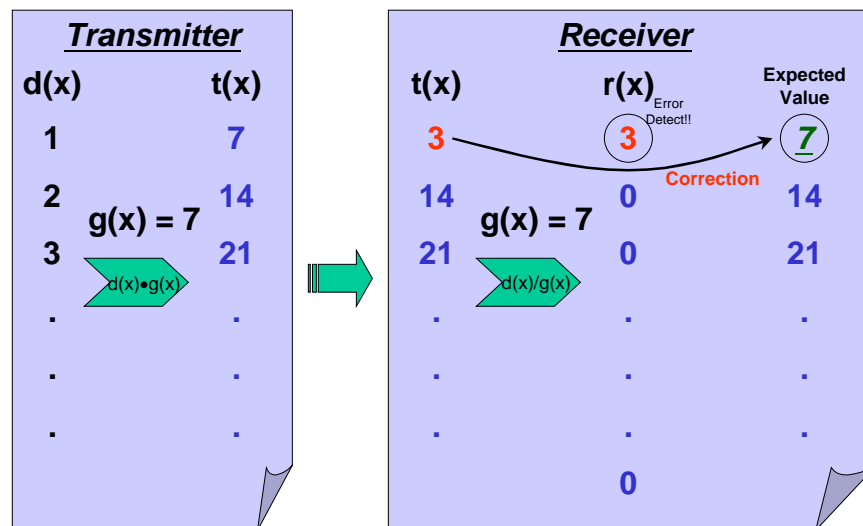 Transmitter
d(x) t(x)
1 7
2 14
g(x) = 7
3 21
d(x)●g(x)
. .
. .
. .
Receiver
t(x) r(x) Expected
Value
Error
Detect!!
3 3 7
Correction
14 0 14
g(x) = 7
21 0 21
d(x)/g(x)
. . .
. . .
. . .
0